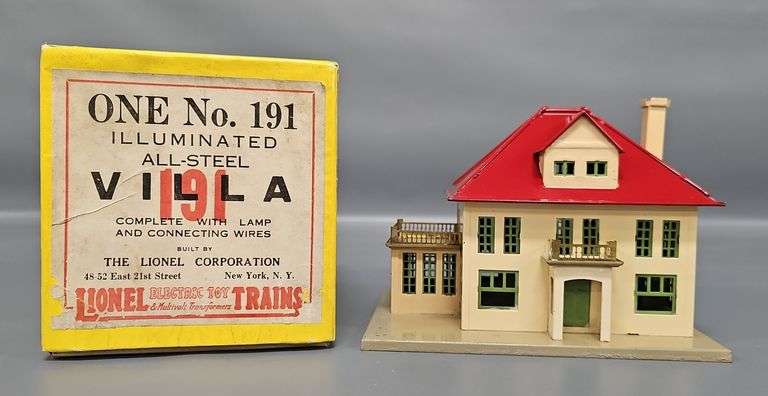 ONE No. 191
ILLUMINATED
ALL-STEEL
VILLA
191
COMPLETE WITH LAMP
AND CONNECTING WIRES
BUILT BY
THE LIONEL CORPORATION
48-52 East 21st Street New York, N. Y.
LIONEL ELECTRIC TOY TRAINS
& Multivolt Transformers